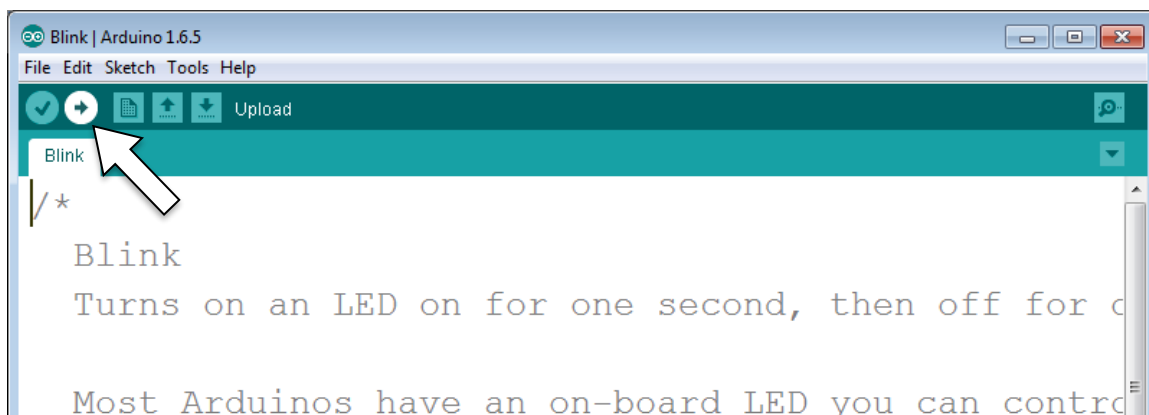 Blink | Arduino 1.6.5
File Edit Sketch Tools Help
Upload
Blink
/*
Blink
Turns on an LED on for one second, then off for
Most Arduinos have an on-board LED you can